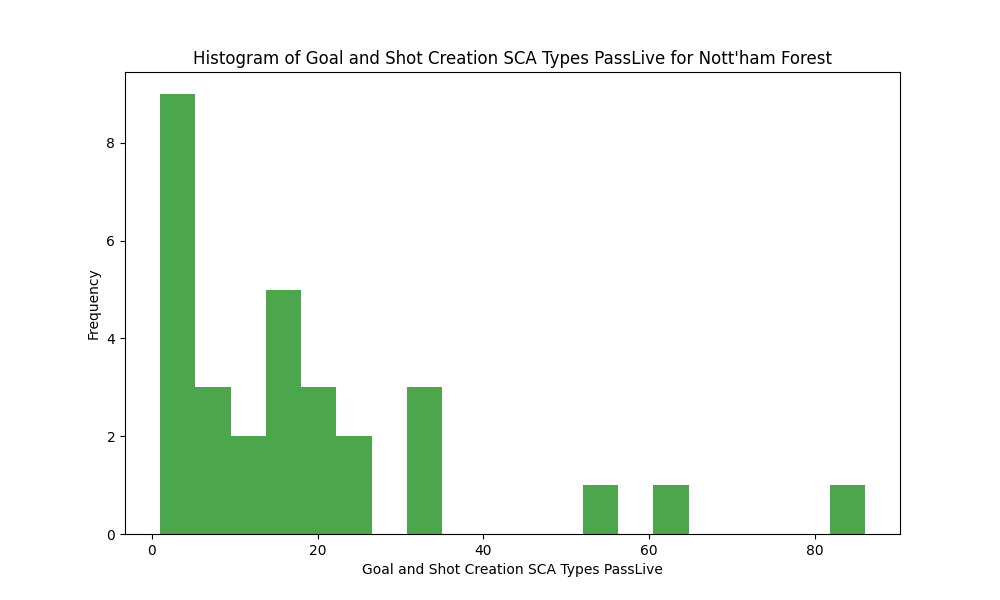 Histogram of Goal and Shot Creation SCA Types PassLive for Nott'ham Forest
Frequency
8
6
4
2
0
0 20 40 60 80
Goal and Shot Creation SCA Types PassLive